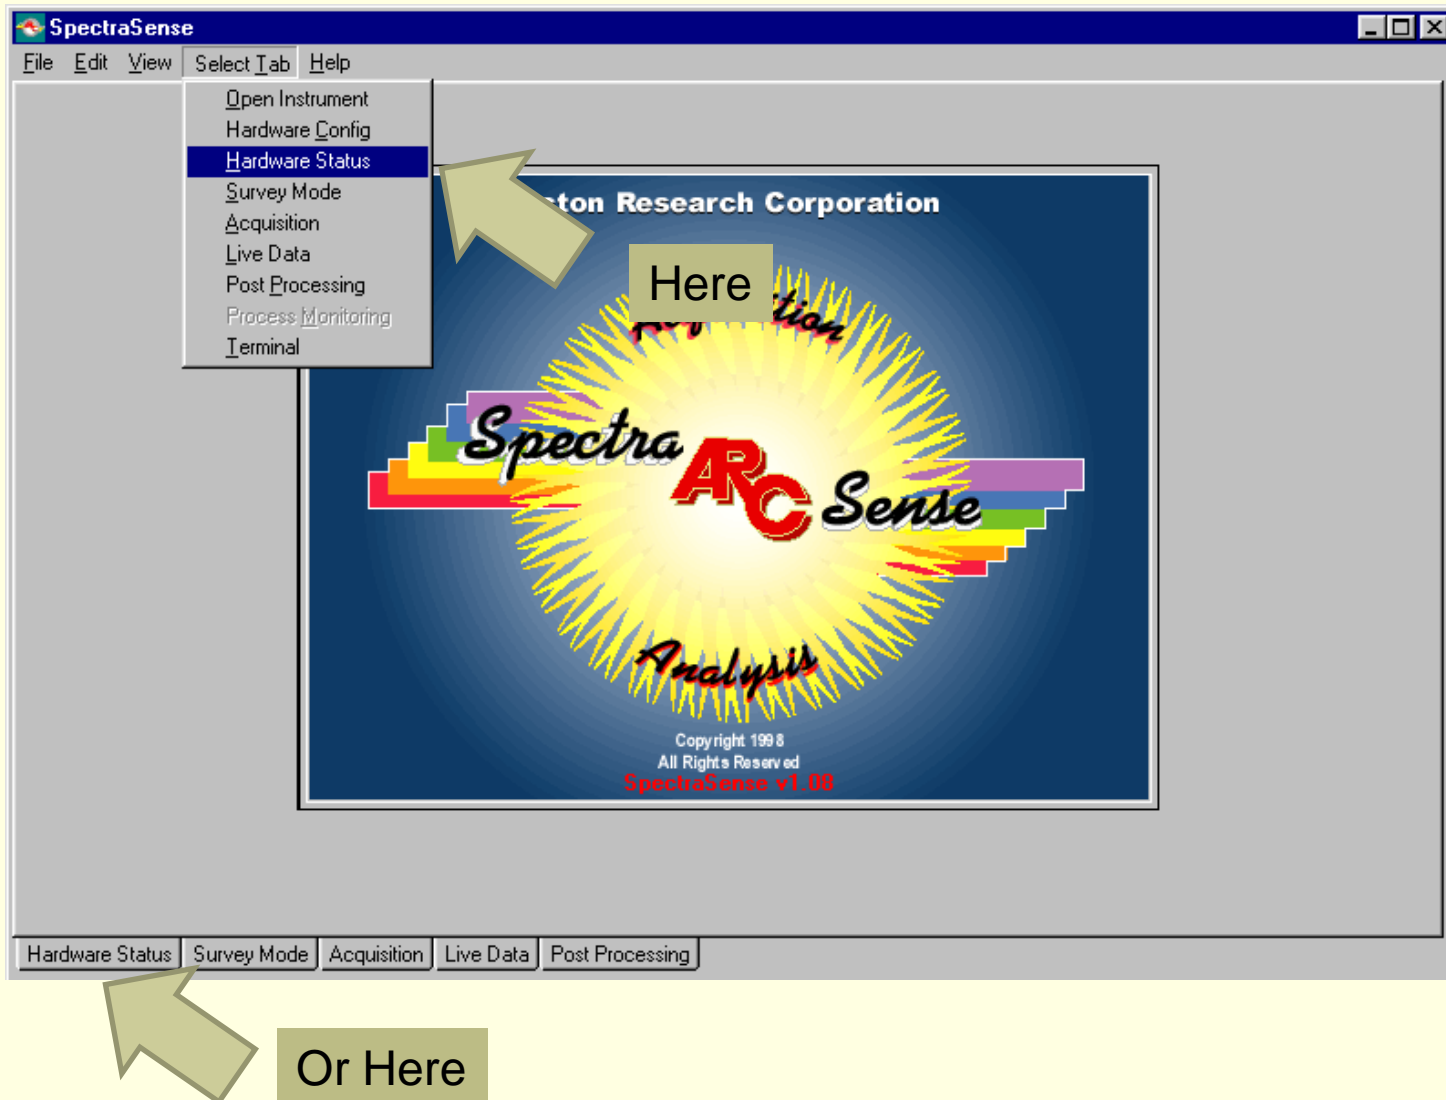 SpectraSense
File Edit View Select Tab Help
Open Instrument
Hardware Config
Hardware Status
Survey Mode
Acquisition
Live Data
Post Processing
Process Monitoring
Terminal
Research Corporation
Here
Spectra ARC Sense
Analysis
Copyright 1998
All Rights Reserved
SpectraSense v1.08
Hardware Status Survey Mode Acquisition Live Data Post Processing
Or Here